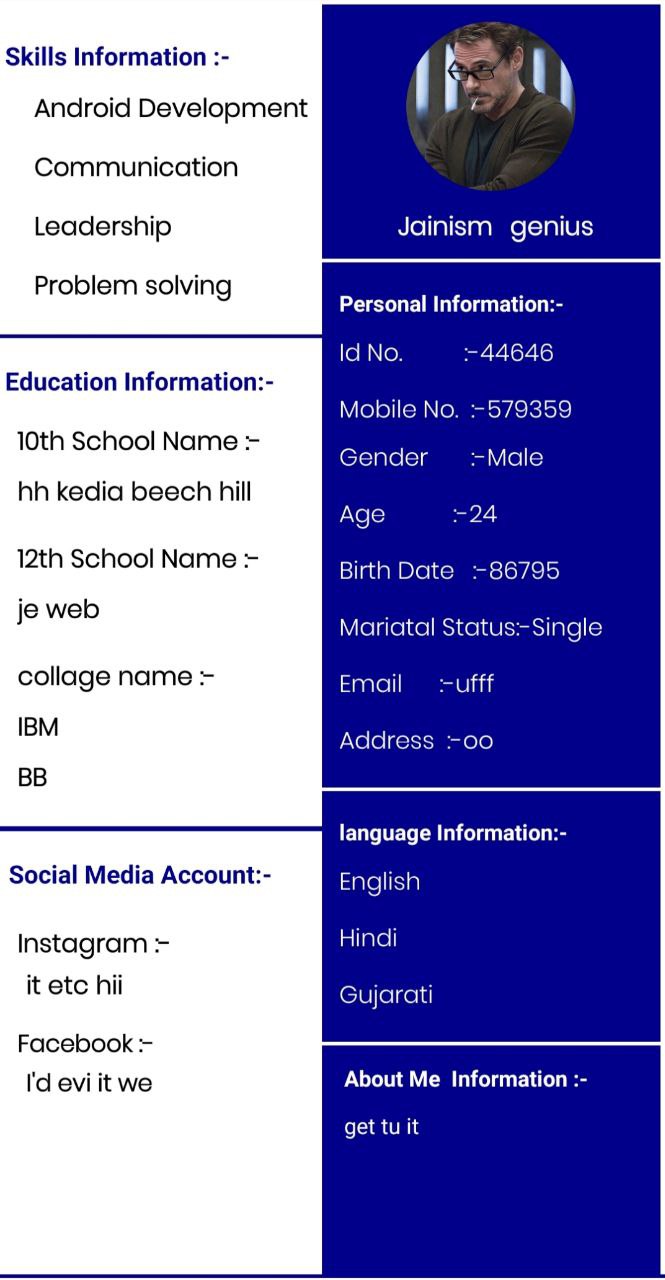 Skills Information :-
Android Development
Communication
Leadership
Problem solving
Education Information:-
10th School Name :-
hh kedia beech hill
12th School Name :-
je web
collage name :-
IBM
BB
Social Media Account:-
Instagram :-
it etc hii
Facebook :-
I'd evi it we
Jainism genius
Personal Information:-
Id No. :-44646
Mobile No. :-579359
Gender :-Male
Age :-24
Birth Date :-86795
Mariatal Status:-Single
Email :-ufff
Address :-oo
language Information:-
English
Hindi
Gujarati
About Me Information :-
get tu it